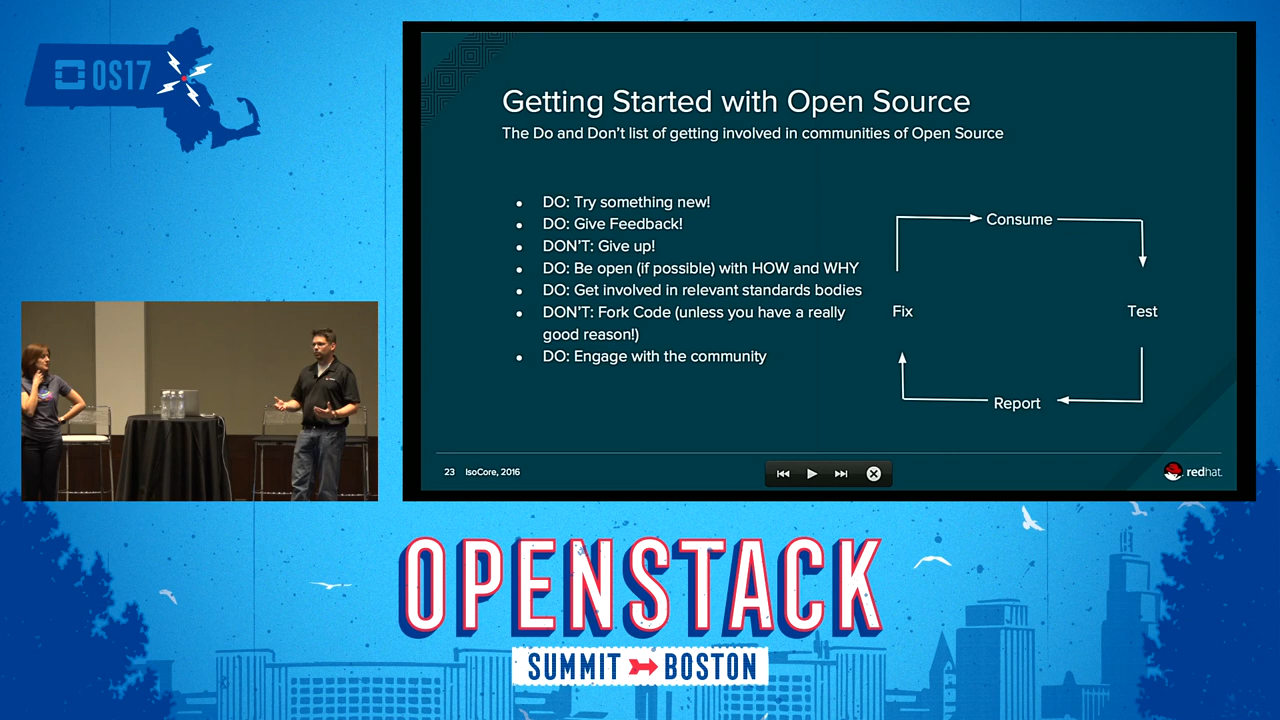 OS17
Getting Started with Open Source
The Do and Don't list of getting involved in communities of Open Source
• DO: Try something new!
• DO: Give Feedback!
• DON'T: Give up!
• DO: Be open (if possible) with HOW and WHY
• DO: Get involved in relevant standards bodies
• DON'T: Fork Code (unless you have a really
good reason!)
• DO: Engage with the community
Consume
Fix
Test
Report
23 IsoCore, 2016
redhat.
OPENSTACK
SUMMIT BOSTON